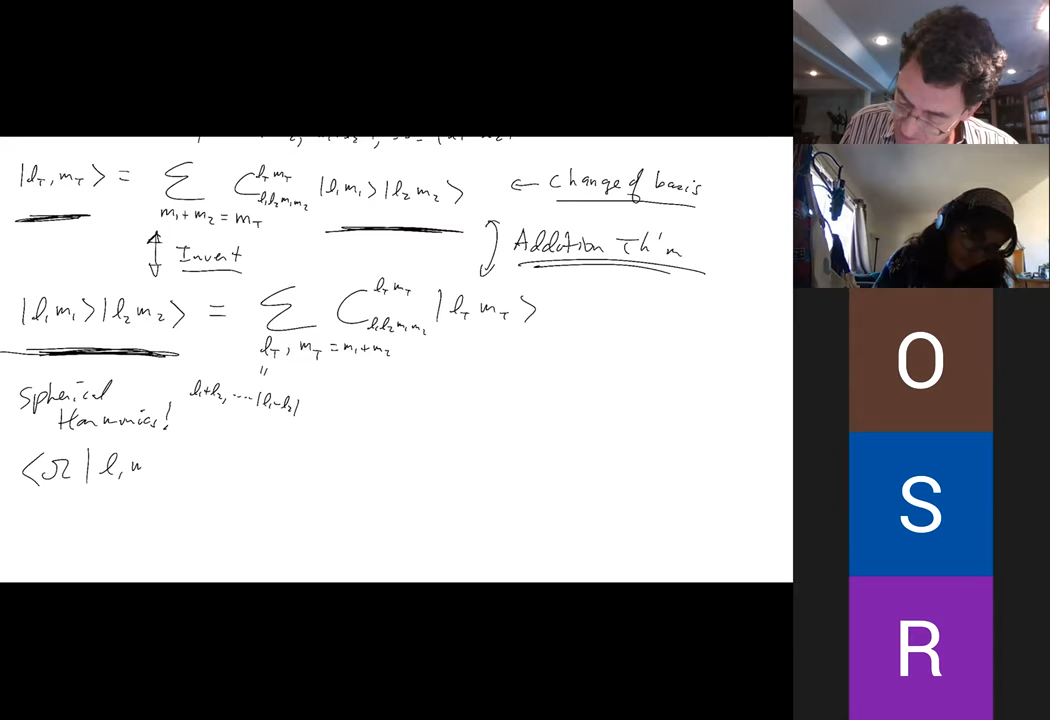 |l_T, m_T> = Σ_{m_1+m_2=m_T} C^{l_T m_T}_{l_1 l_2 m_1 m_2} |l_1 m_1>|l_2 m_2> ← Change of basis
↕ Invert ↕ Addition Th'm
|l_1 m_1>|l_2 m_2> = Σ_{l_T, m_T=m_1+m_2} C^{l_T m_T}_{l_1 l_2 m_1 m_2} |l_T m_T>
"
l_1+l_2, ....|l_1-l_2|
Spherical
Harmonics!
<Ω|l, m
O
S
R